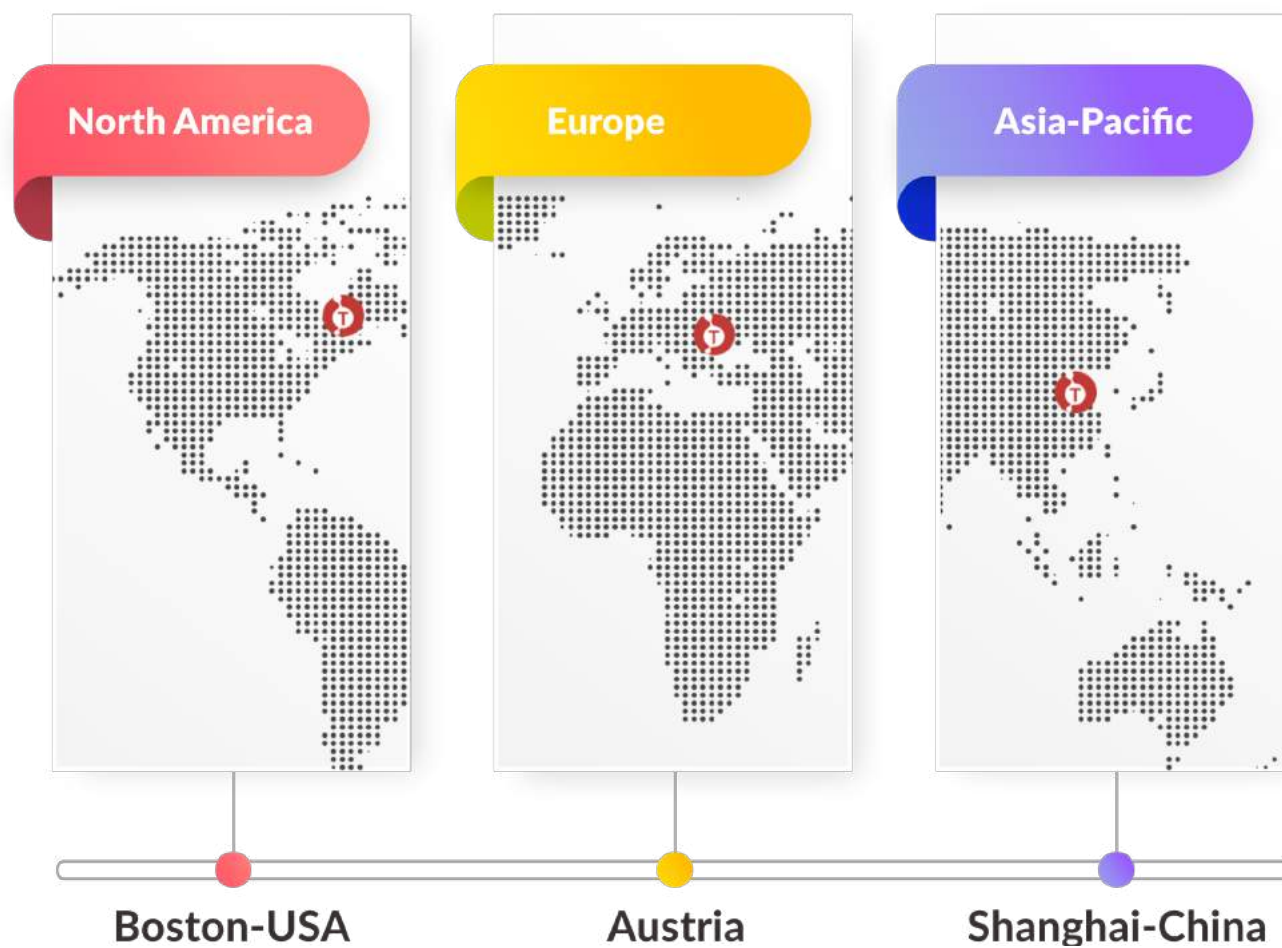 North America
Europe
Asia-Pacific
T
T
T
Boston-USA
Austria
Shanghai-China